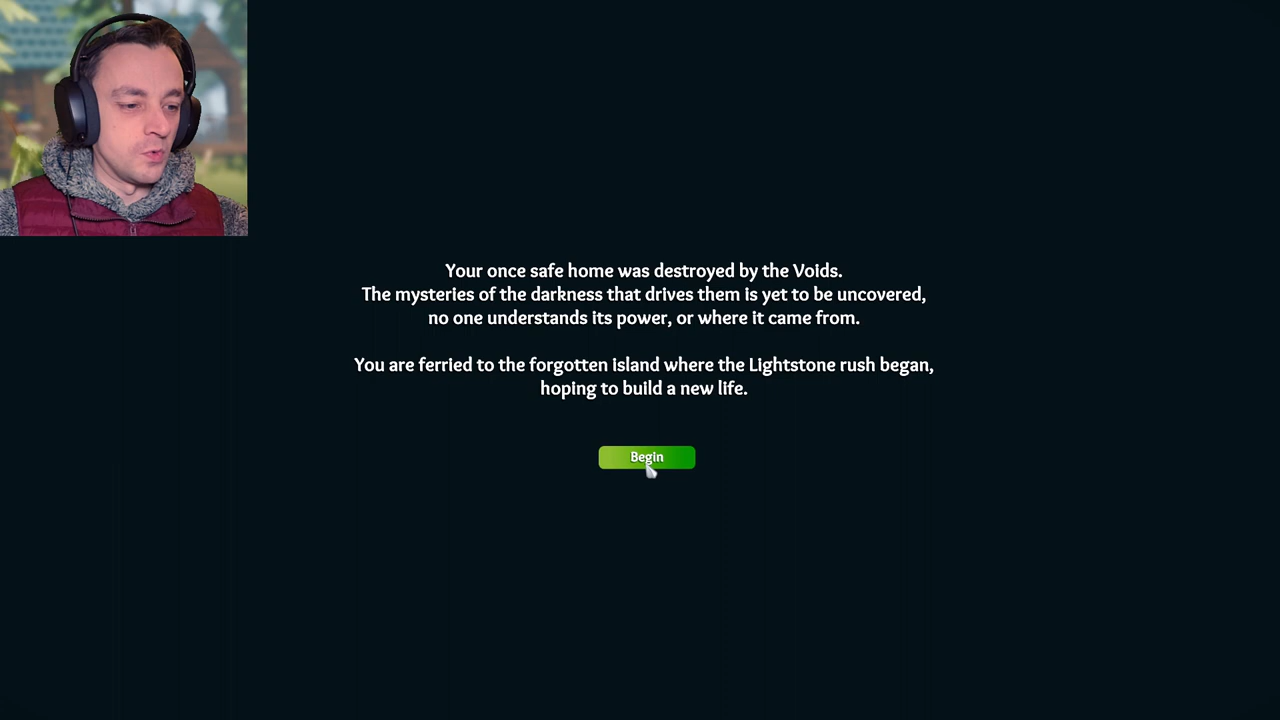 Your once safe home was destroyed by the Voids.
The mysteries of the darkness that drives them is yet to be uncovered,
no one understands its power, or where it came from.
You are ferried to the forgotten island where the Lightstone rush began,
hoping to build a new life.
Begin